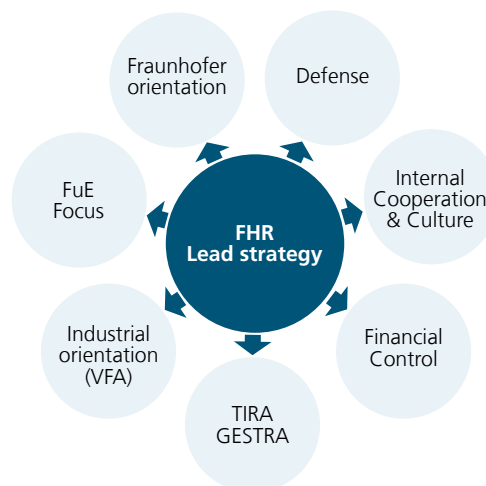 Fraunhofer
orientation
Defense
FuE
Focus
Internal
Cooperation
& Culture
FHR
Lead strategy
Industrial
orientation
(VFA)
Financial
Control
TIRA
GESTRA